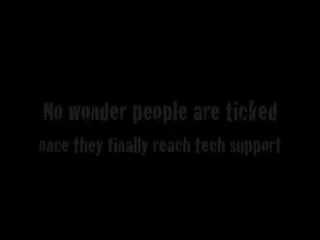 No wonder people are ticked
once they finally reach tech support